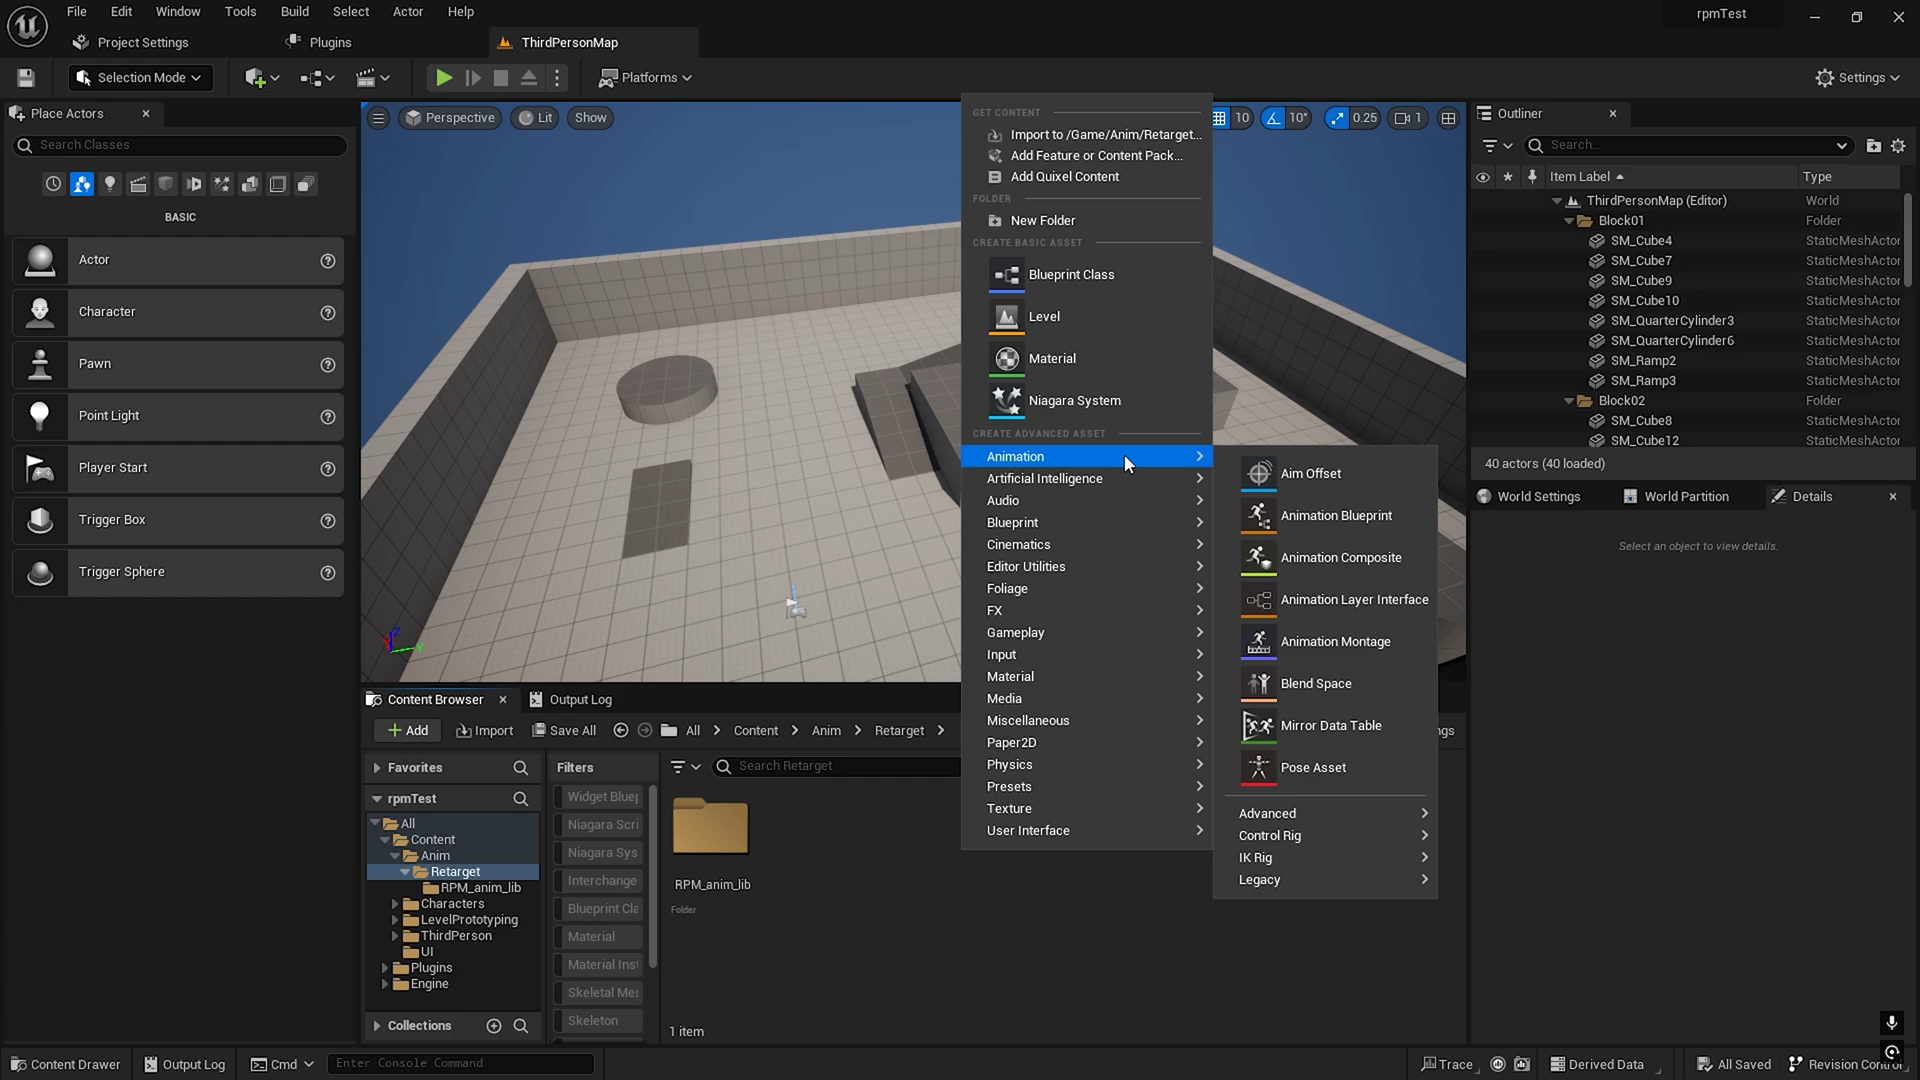 File Edit Window Tools Build Select Actor Help
rpmTest
Project Settings
Plugins
ThirdPersonMap
Selection Mode
Platforms
Settings
Place Actors
Search Classes
BASIC
Actor
Character
Pawn
Point Light
Player Start
Trigger Box
Trigger Sphere
Perspective
Lit
Show
10
10°
0.25
1
GET CONTENT
Import to /Game/Anim/Retarget...
Add Feature or Content Pack...
Add Quixel Content
FOLDER
New Folder
CREATE BASIC ASSET
Blueprint Class
Level
Material
Niagara System
CREATE ADVANCED ASSET
Animation
Artificial Intelligence
Audio
Blueprint
Cinematics
Editor Utilities
Foliage
FX
Gameplay
Input
Material
Media
Miscellaneous
Paper2D
Physics
Presets
Texture
User Interface
Aim Offset
Animation Blueprint
Animation Composite
Animation Layer Interface
Animation Montage
Blend Space
Mirror Data Table
Pose Asset
Advanced
Control Rig
IK Rig
Legacy
Outliner
Search...
Item Label Type
ThirdPersonMap (Editor) World
Block01 Folder
SM_Cube4 StaticMeshActor
SM_Cube7 StaticMeshActor
SM_Cube9 StaticMeshActor
SM_Cube10 StaticMeshActor
SM_QuarterCylinder3 StaticMeshActor
SM_QuarterCylinder6 StaticMeshActor
SM_Ramp2 StaticMeshActor
SM_Ramp3 StaticMeshActor
Block02 Folder
SM_Cube8 StaticMeshActor
SM_Cube12 StaticMeshActor
40 actors (40 loaded)
World Settings
World Partition
Details
Select an object to view details.
Content Browser
Output Log
Add
Import
Save All
All > Content > Anim > Retarget >
ngs
Favorites
rpmTest
All
Content
Anim
Retarget
RPM_anim_lib
Characters
LevelPrototyping
ThirdPerson
UI
Plugins
Engine
Collections
Filters
Widget Bluep
Niagara Scri
Niagara Sys
Interchange
Blueprint Cla
Material
Material Inst
Skeletal Mes
Skeleton
Search Retarget
RPM_anim_lib
Folder
1 item
Content Drawer
Output Log
Cmd
Enter Console Command
Trace
Derived Data
All Saved
Revision Control